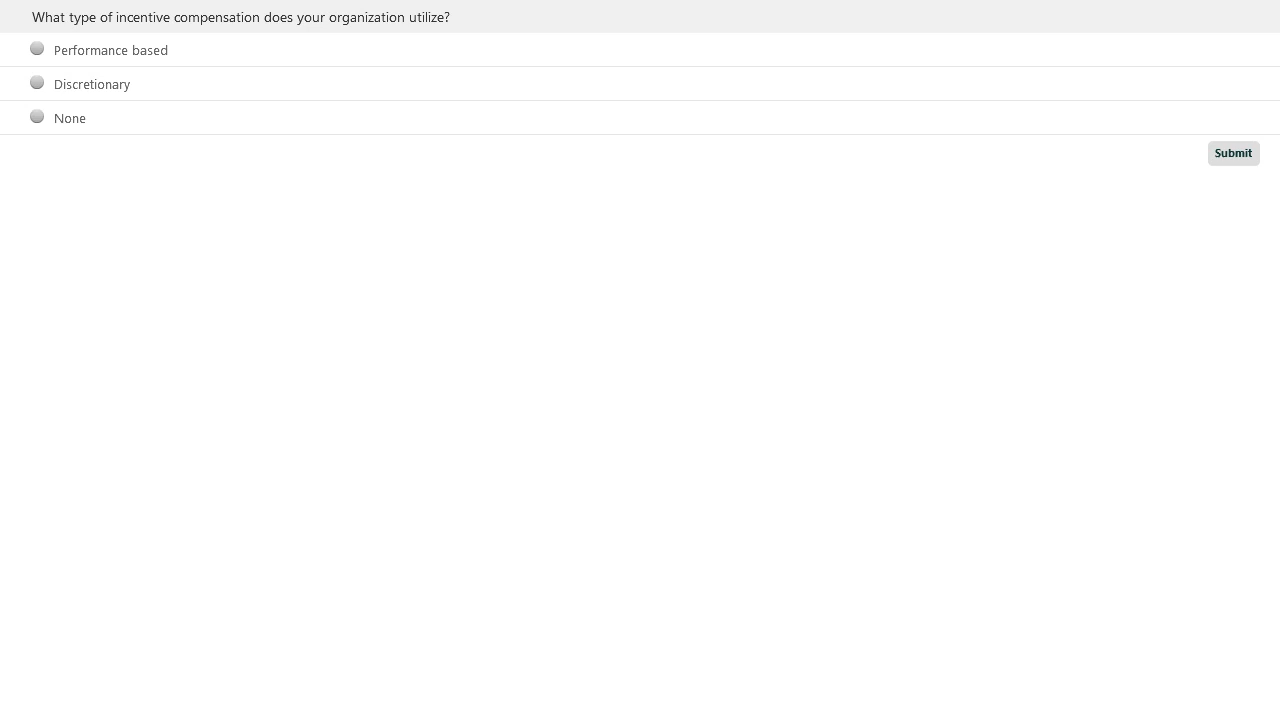 What type of incentive compensation does your organization utilize?
Performance based
Discretionary
None
Submit